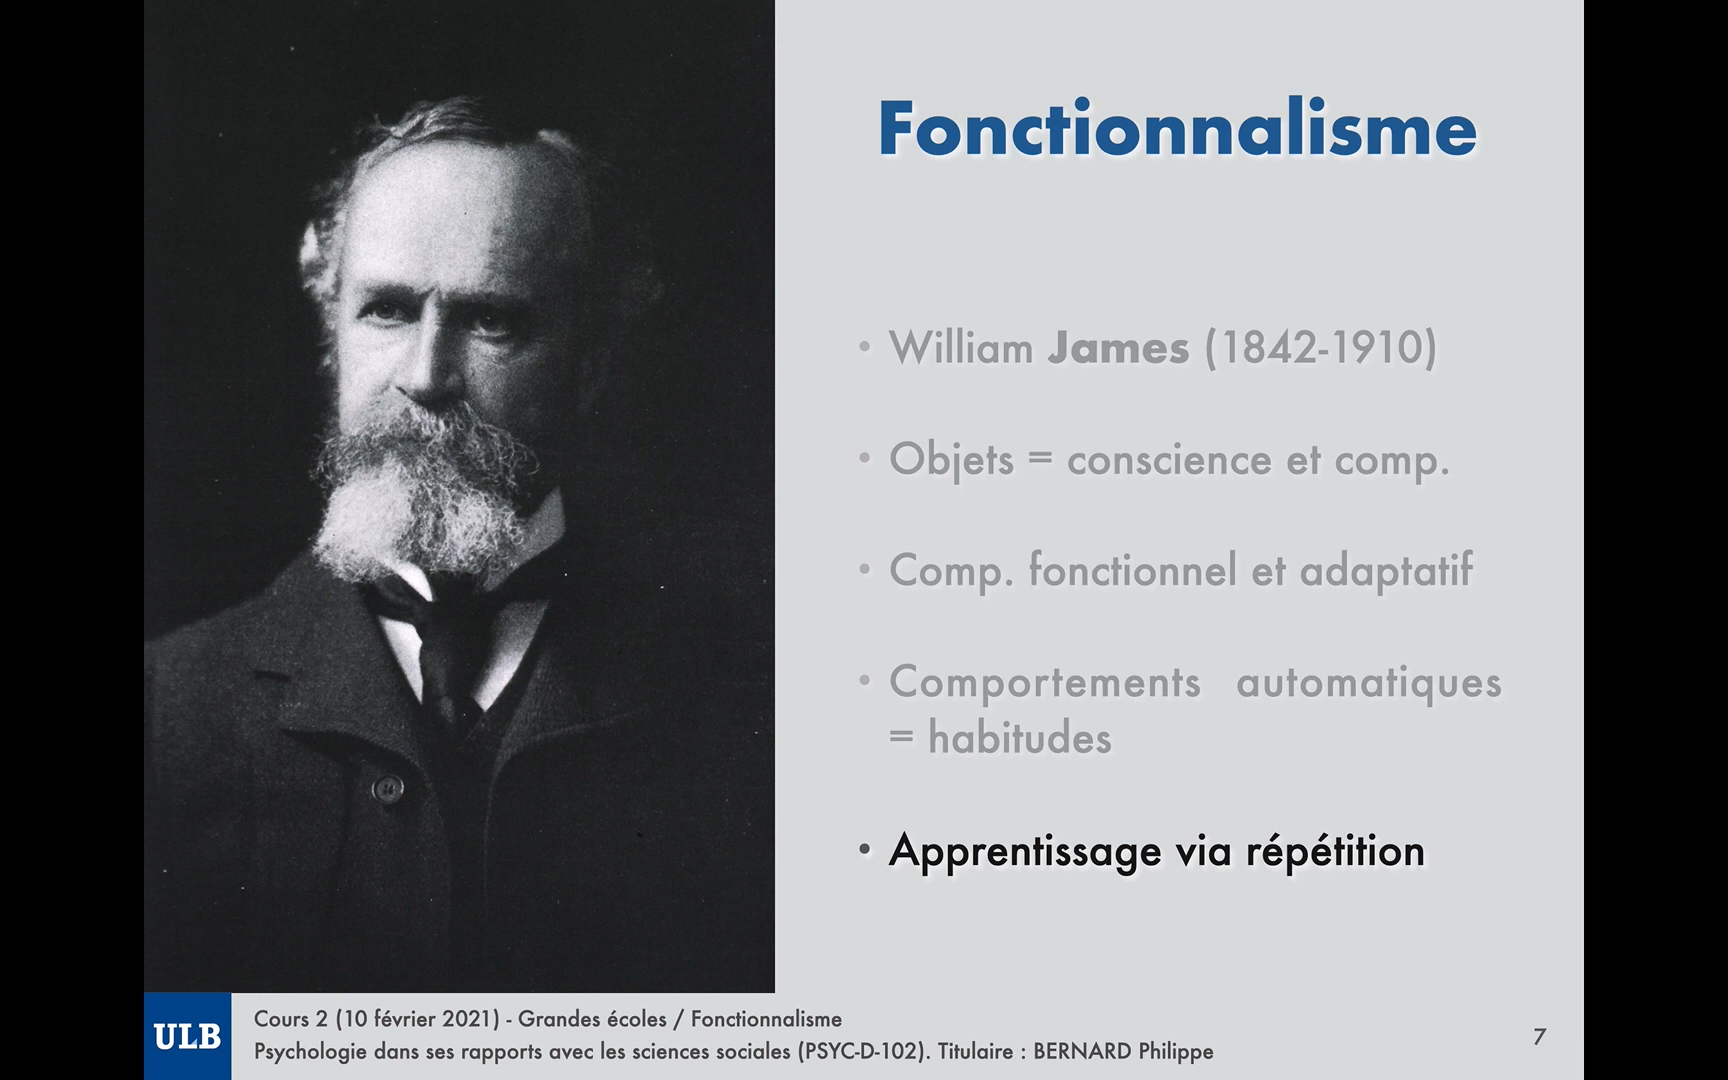 Fonctionnalisme
• William James (1842-1910)
• Objets = conscience et comp.
• Comp. fonctionnel et adaptatif
• Comportements automatiques
= habitudes
• Apprentissage via répétition
ULB
Cours 2 (10 février 2021) - Grandes écoles / Fonctionnalisme
Psychologie dans ses rapports avec les sciences sociales (PSYC-D-102). Titulaire : BERNARD Philippe
7